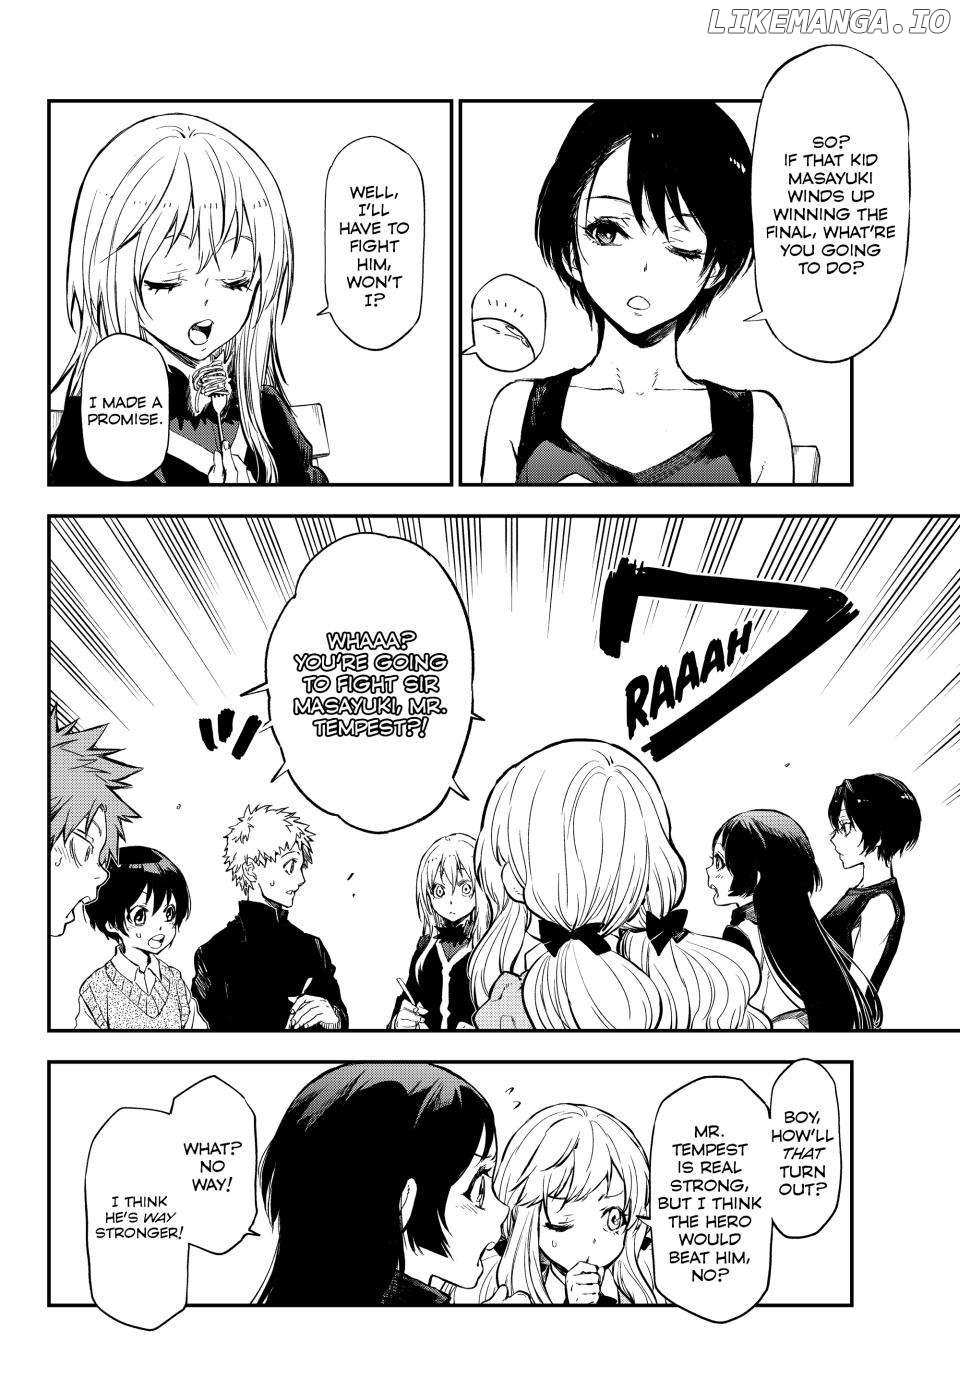 LIKEMANGA.IO
SO?
IF THAT KID
MASAYUKI
WINDS UP
WINNING THE
FINAL, WHAT'RE
YOU GOING
TO DO?
WELL,
I'LL
HAVE TO
FIGHT
HIM,
WON'T
I?
I MADE A
PROMISE.
WHAAA?
YOU'RE GOING
TO FIGHT SIR
MASAYUKI, MR.
TEMPEST?!
RAAAH
BOY,
HOW'LL
THAT
TURN
OUT?
MR.
TEMPEST
IS REAL
STRONG,
BUT I THINK
THE HERO
WOULD
BEAT HIM,
NO?
WHAT?
NO
WAY!
I THINK
HE'S WAY
STRONGER!